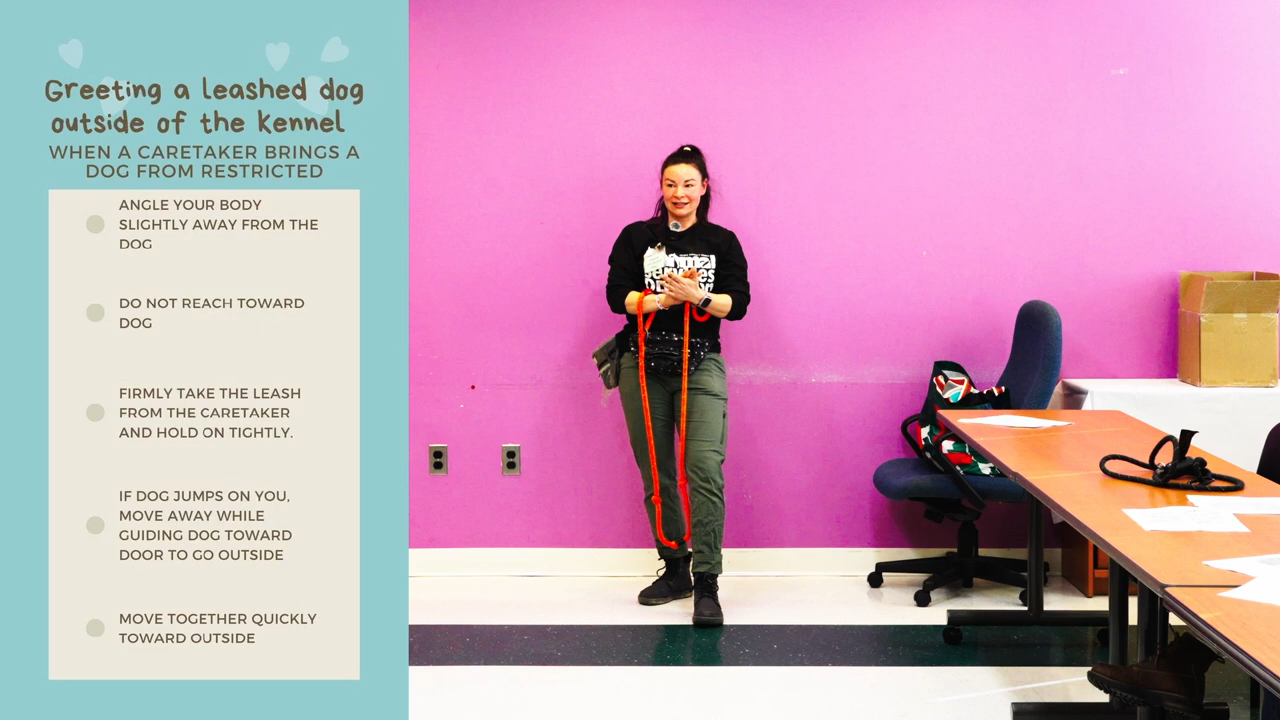 Greeting a leashed dog
outside of the kennel
WHEN A CARETAKER BRINGS A
DOG FROM RESTRICTED
ANGLE YOUR BODY
SLIGHTLY AWAY FROM THE
DOG
DO NOT REACH TOWARD
DOG
FIRMLY TAKE THE LEASH
FROM THE CARETAKER
AND HOLD ON TIGHTLY.
IF DOG JUMPS ON YOU,
MOVE AWAY WHILE
GUIDING DOG TOWARD
DOOR TO GO OUTSIDE
MOVE TOGETHER QUICKLY
TOWARD OUTSIDE